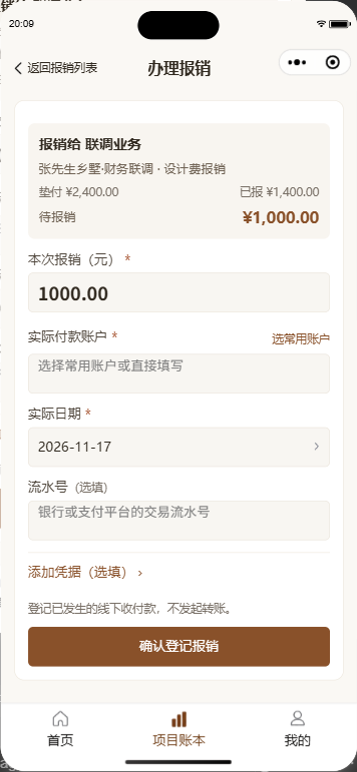 20:09
返回报销列表
办理报销
报销给 联调业务
张先生乡墅·财务联调 · 设计费报销
垫付 ¥2,400.00
已报 ¥1,400.00
待报销
¥1,000.00
本次报销（元） *
1000.00
实际付款账户 *
选常用账户
选择常用账户或直接填写
实际日期 *
2026-11-17
流水号（选填）
银行或支付平台的交易流水号
添加凭据（选填） ›
登记已发生的线下收付款，不发起转账。
确认登记报销
首页
项目账本
我的